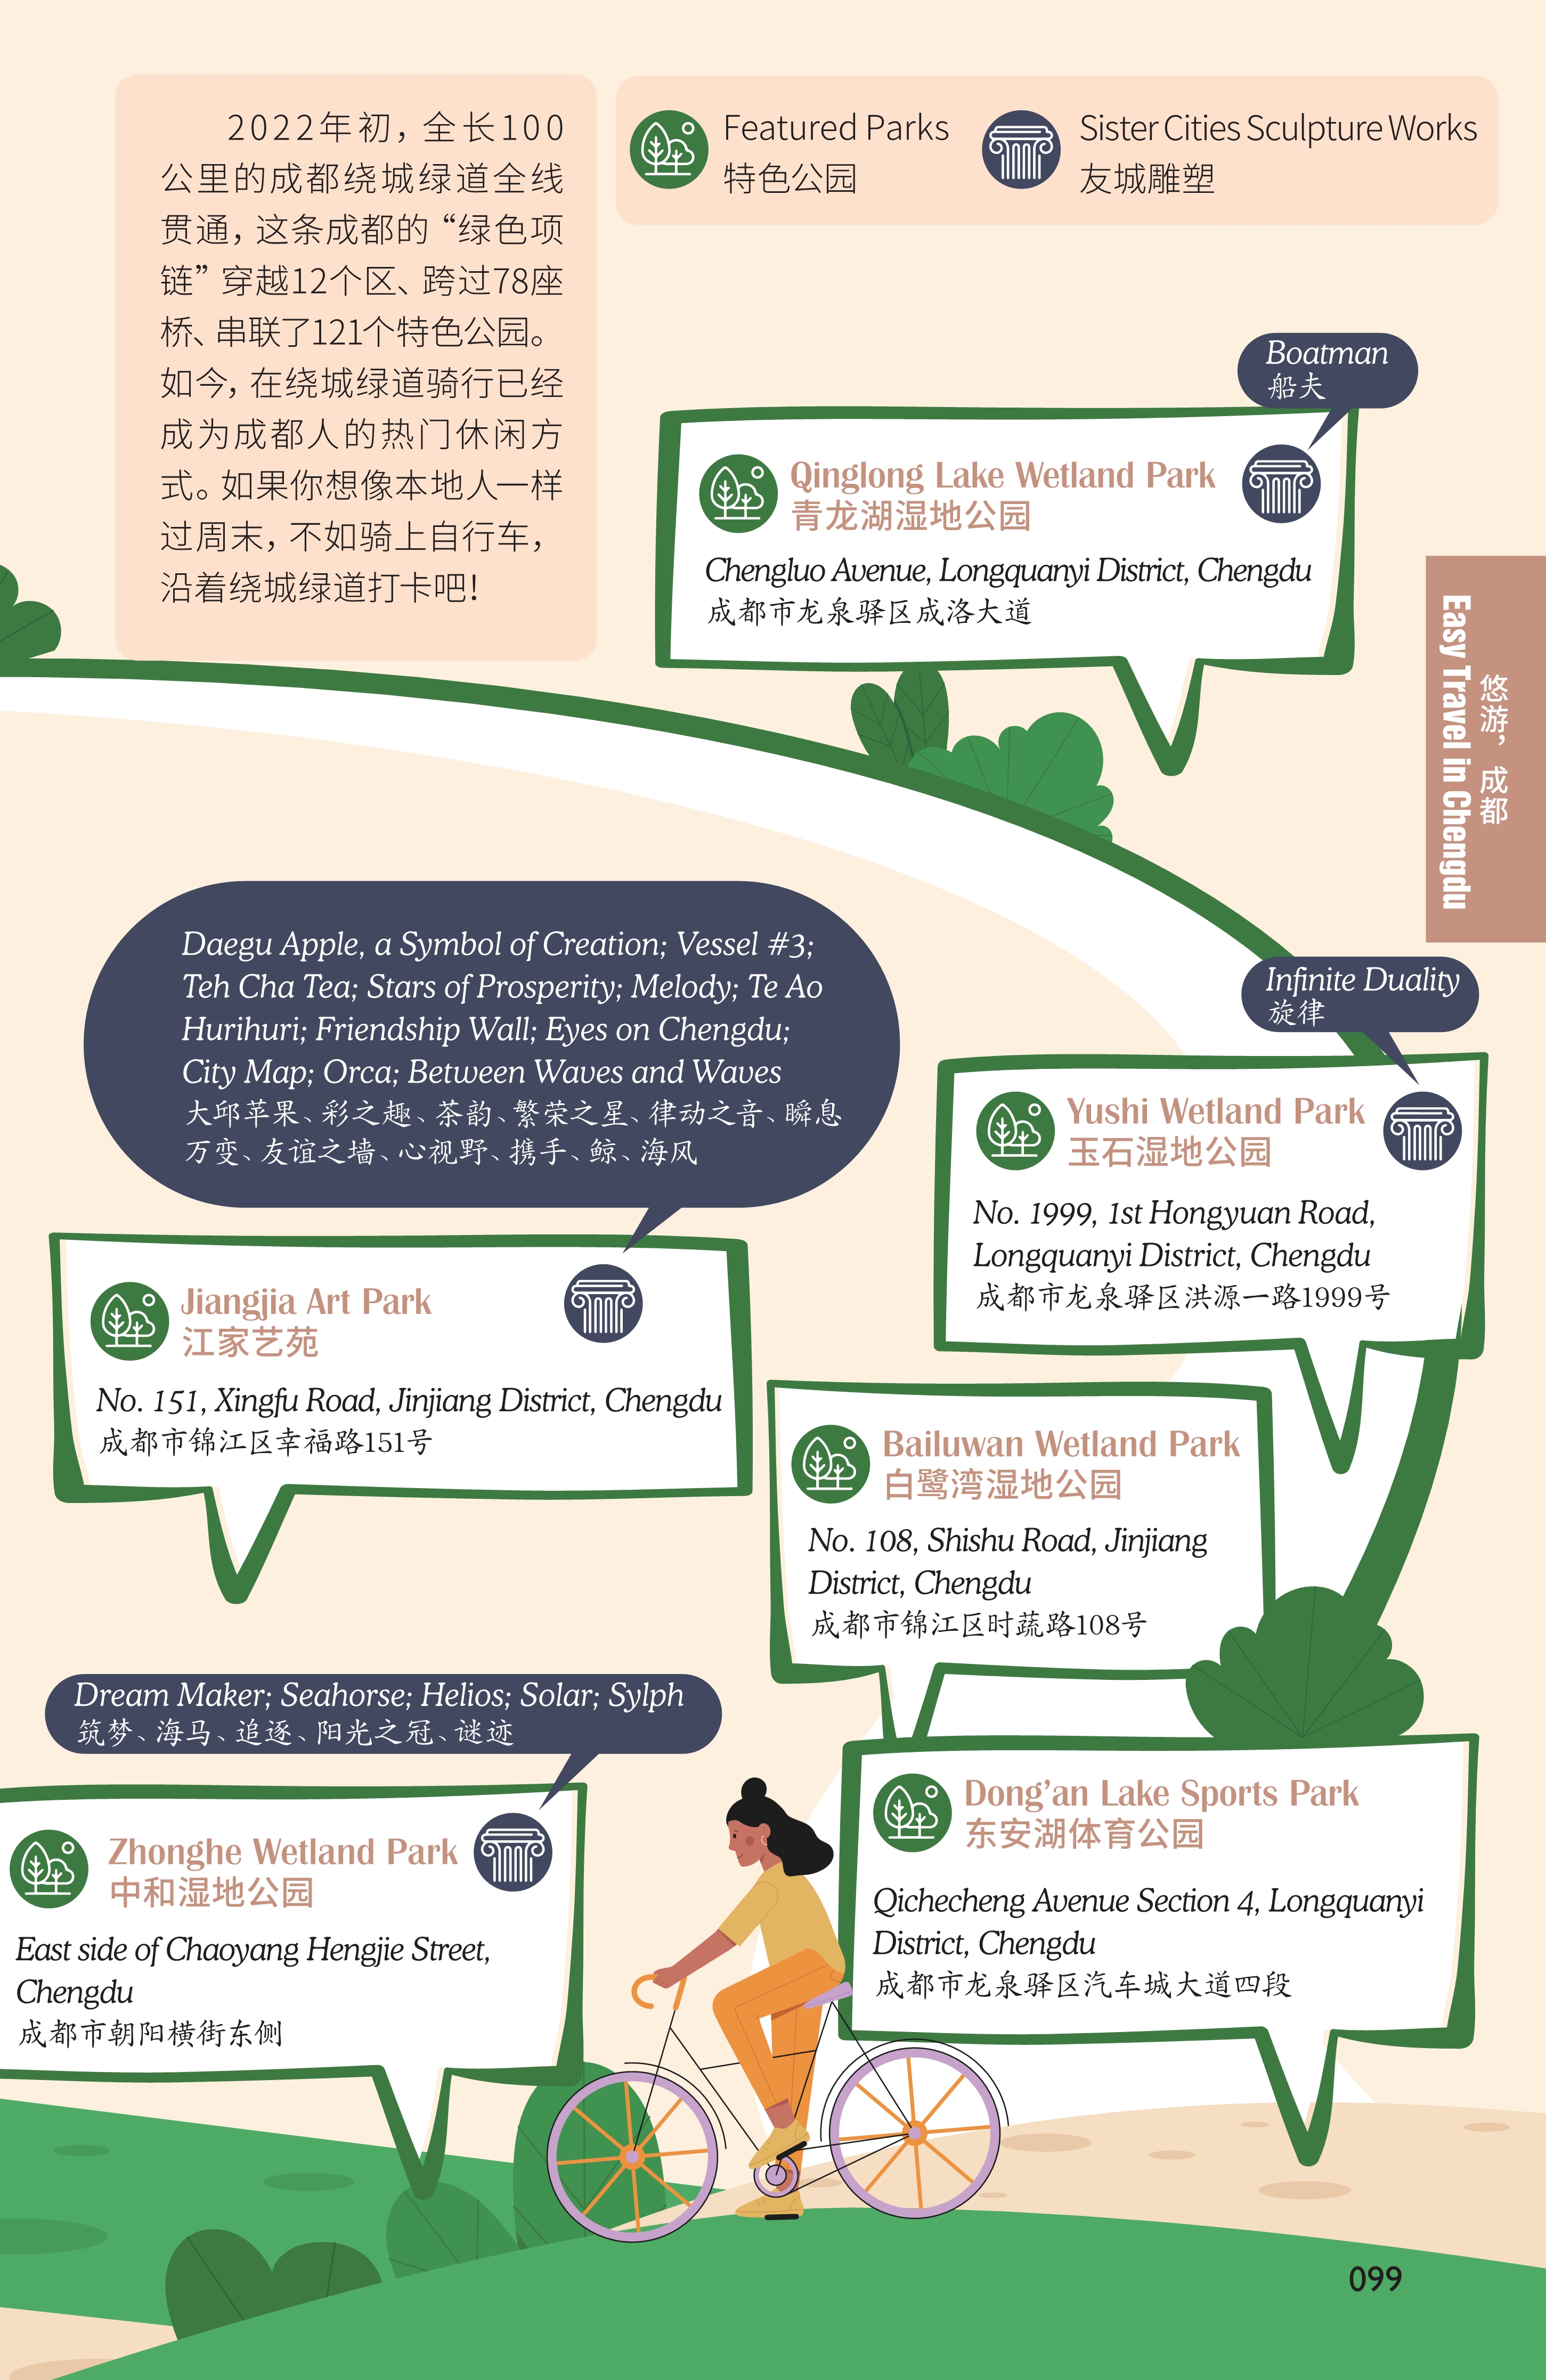 2022年初，全长100
公里的成都绕城绿道全线
贯通，这条成都的“绿色项
链”穿越12个区、跨过78座
桥、串联了121个特色公园。
如今，在绕城绿道骑行已经
成为成都人的热门休闲方
式。如果你想像本地人一样
过周末，不如骑上自行车，
沿着绕城绿道打卡吧！
Featured Parks
特色公园
Sister Cities Sculpture Works
友城雕塑
Boatman
船夫
Qinglong Lake Wetland Park
青龙湖湿地公园
Chengluo Avenue, Longquanyi District, Chengdu
成都市龙泉驿区成洛大道
悠游，成都
Easy Travel in Chengdu
Daegu Apple, a Symbol of Creation; Vessel #3;
Teh Cha Tea; Stars of Prosperity; Melody; Te Ao
Hurihuri; Friendship Wall; Eyes on Chengdu;
City Map; Orca; Between Waves and Waves
大邱苹果、彩之趣、茶韵、繁荣之星、律动之音、瞬息
万变、友谊之墙、心视野、携手、鲸、海风
Infinite Duality
旋律
Yushi Wetland Park
玉石湿地公园
No. 1999, 1st Hongyuan Road,
Longquanyi District, Chengdu
成都市龙泉驿区洪源一路1999号
Jiangjia Art Park
江家艺苑
No. 151, Xingfu Road, Jinjiang District, Chengdu
成都市锦江区幸福路151号
Bailuwan Wetland Park
白鹭湾湿地公园
No. 108, Shishu Road, Jinjiang
District, Chengdu
成都市锦江区时蔬路108号
Dream Maker; Seahorse; Helios; Solar; Sylph
筑梦、海马、追逐、阳光之冠、谜迹
Zhonghe Wetland Park
中和湿地公园
East side of Chaoyang Hengjie Street,
Chengdu
成都市朝阳横街东侧
Dong’an Lake Sports Park
东安湖体育公园
Qichecheng Avenue Section 4, Longquanyi
District, Chengdu
成都市龙泉驿区汽车城大道四段
099